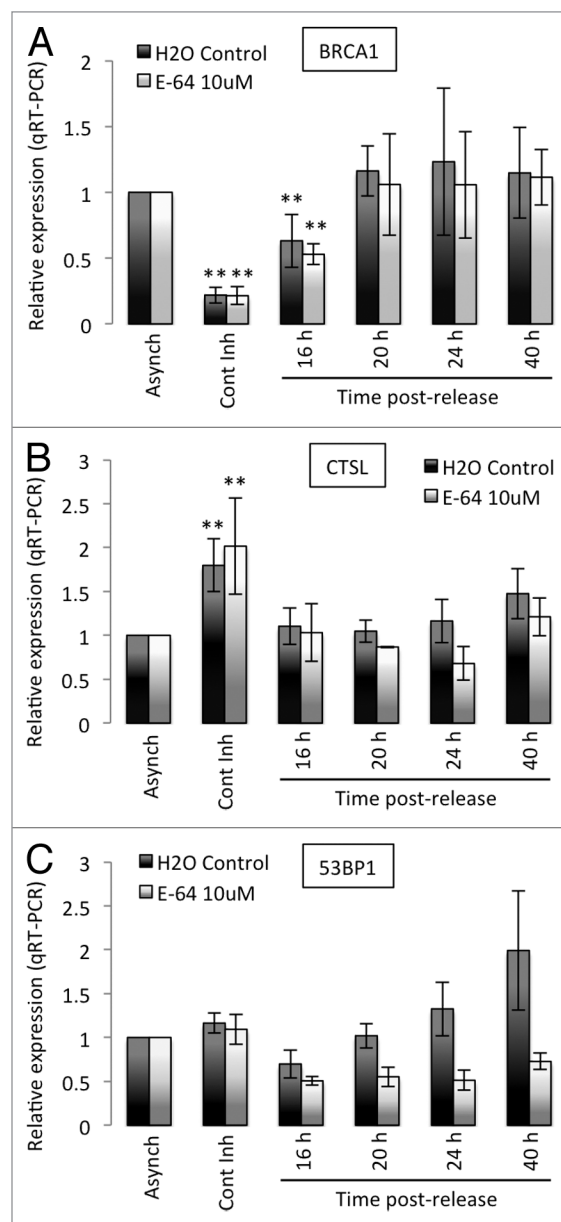 A
H2O Control
E-64 10uM
BRCA1
Relative expression (qRT-PCR)
2
1.5
1
0.5
0
** **
** **
Asynch
Cont Inh
16 h
20 h
24 h
40 h
Time post-release
B
CTSL
H2O Control
E-64 10uM
Relative expression (qRT-PCR)
3
2.5
2
1.5
1
0.5
0
** **
Asynch
Cont Inh
16 h
20 h
24 h
40 h
Time post-release
C
H2O Control
E-64 10uM
53BP1
Relative expression (qRT-PCR)
3
2.5
2
1.5
1
0.5
0
Asynch
Cont Inh
16 h
20 h
24 h
40 h
Time post-release